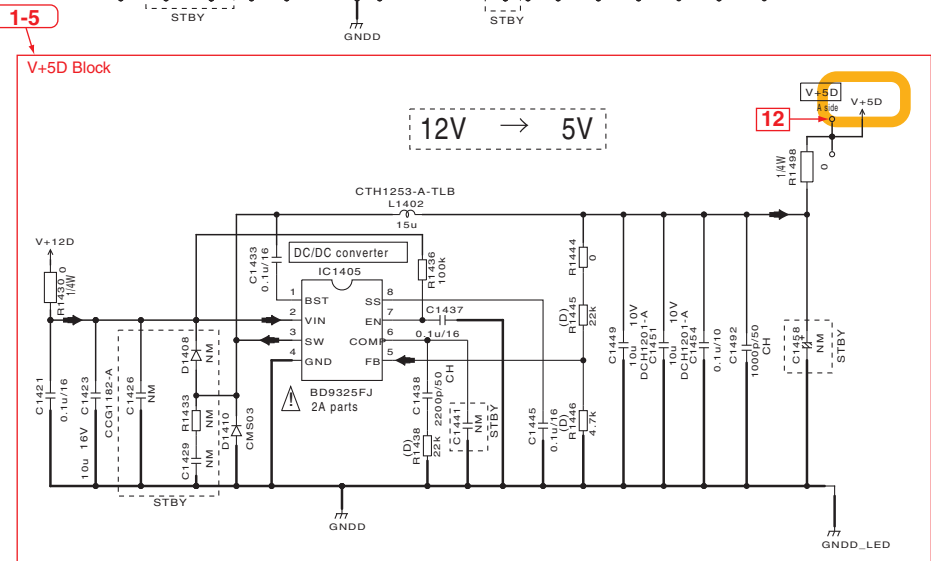 STBY
GNDD
STBY
1-5
V+5D Block
V+5D
A side
V+5D
12
12V → 5V
1/4W
R1498
0
CTH1253-A-TLB
L1402
15u
V+12D
R1430 0
1/4W
C1433
0.1u/16
DC/DC converter
IC1405
R1436
100k
R1444
0
1 BST
SS 8
2 VIN
EN 7
3 SW
COMP 6
4 GND
FB 5
C1437
0.1u/16
(D)
R1445
22k
BD9325FJ
2A parts
C1421
0.1u/16
C1423
10u 16V
CCG1182-A
C1426
NM
D1408
NM
R1433
NM
C1429
NM
D1410
CMS03
STBY
C1438
2200p/50
CH
(D)
R1438
22k
C1441
NM
STBY
C1445
0.1u/16
(D)
R1446
4.7k
C1449
10u 10V
DCH1201-A
C1451
10u 10V
DCH1201-A
C1454
0.1u/10
C1492
1000p/50
CH
C1458
+
NM
STBY
GNDD
GNDD_LED